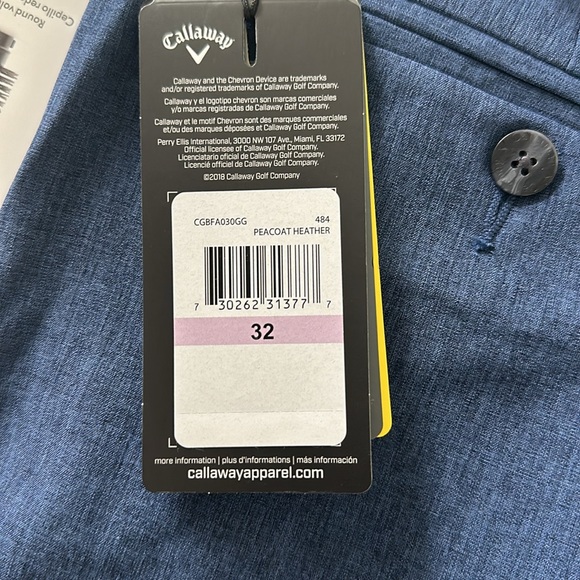 Round
Cepillo
Callaway
Callaway and the Chevron Device are trademarks
and/or registered trademarks of Callaway Golf Company.
Callaway y el logotipo chevron son marcas comerciales
y/o marcas registradas de Callaway Golf Company.
Callaway et le motif Chevron sont des marques commerciales
et/ou des marques déposées et Callaway Golf Company.
Perry Ellis International, 3000 NW 107 Ave., Miami, FL 33172
Official licensee of Callaway Golf Company.
Licenciatario oficial de Callaway Golf Company.
Licencié officiel de Callaway Golf Company.
©2018 Callaway Golf Company
CGBFA030GG 484
PEACOAT HEATHER
7 30262 31377 7
32
more information | plus d'informations | más información
callawayapparel.com